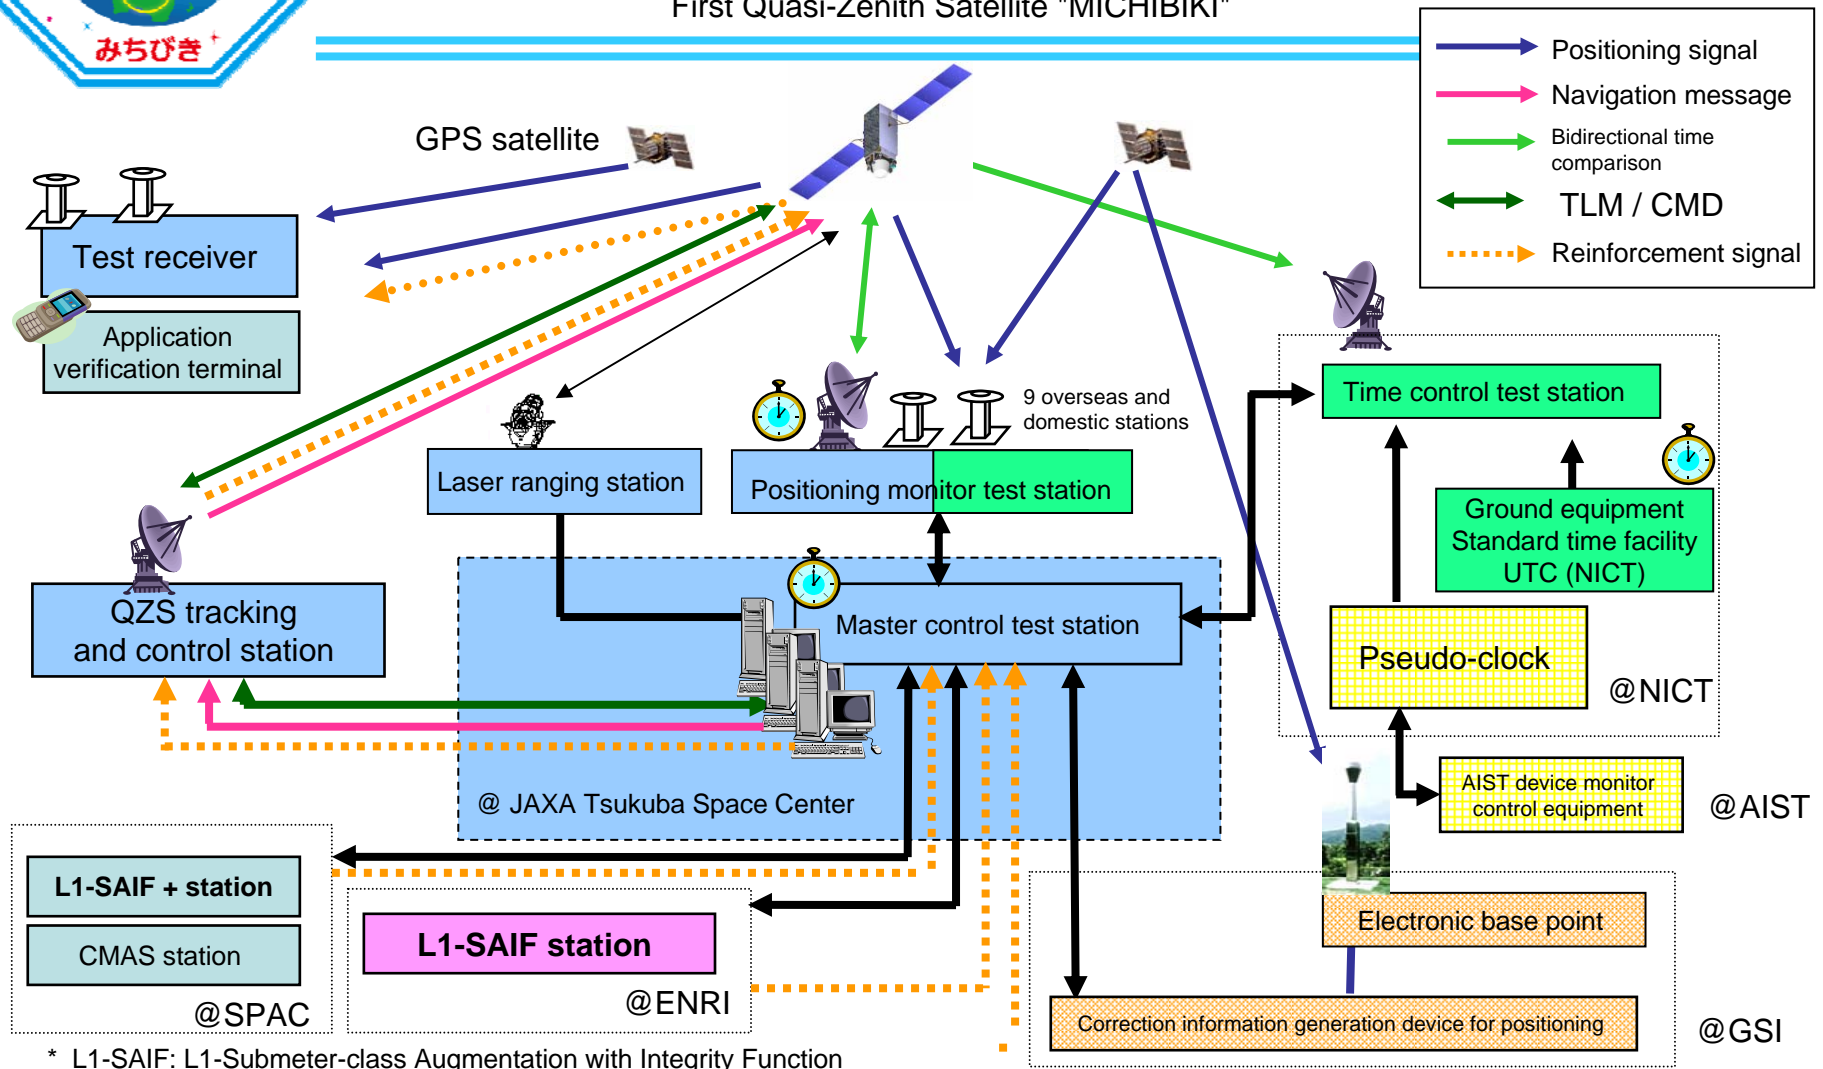 First Quasi-Zenith Satellite "MICHIBIKI"
みちびき
Positioning signal
Navigation message
Bidirectional time
comparison
TLM / CMD
Reinforcement signal
GPS satellite
Test receiver
Application
verification terminal
9 overseas and
domestic stations
Time control test station
Laser ranging station
Positioning monitor test station
Ground equipment
Standard time facility
UTC (NICT)
QZS tracking
and control station
Master control test station
Pseudo-clock
@NICT
@ JAXA Tsukuba Space Center
AIST device monitor
control equipment
@AIST
L1-SAIF + station
CMAS station
@SPAC
L1-SAIF station
@ENRI
Electronic base point
Correction information generation device for positioning
@GSI
* L1-SAIF: L1-Submeter-class Augmentation with Integrity Function